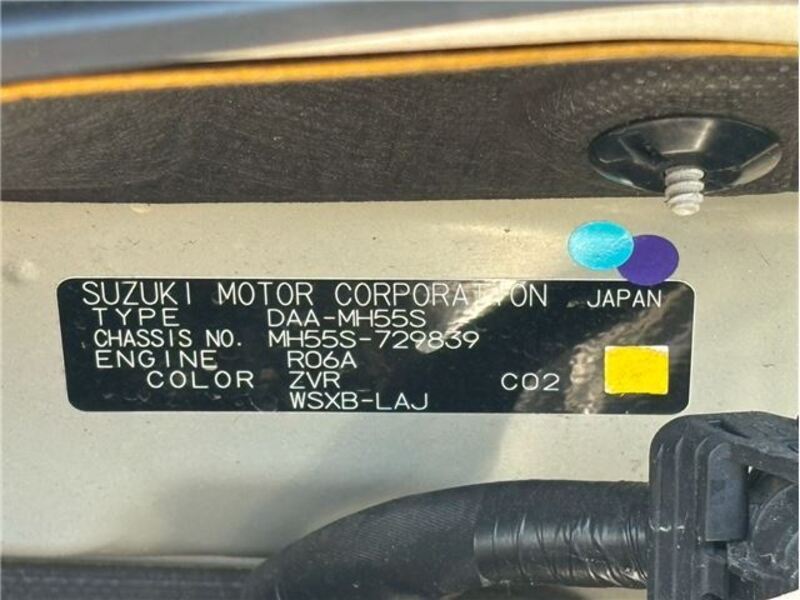 SUZUKI MOTOR CORPORATION JAPAN
TYPE DAA-MH55S
CHASSIS NO. MH55S-729839
ENGINE R06A
COLOR ZVR C02
WSXB-LAJ